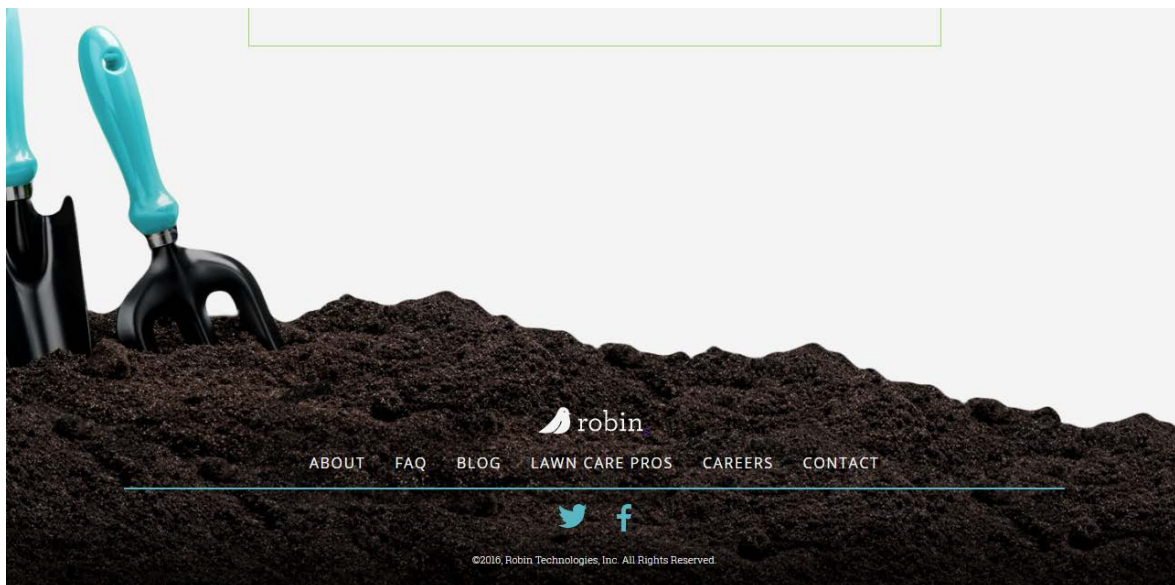 robin
ABOUT FAQ BLOG LAWN CARE PROS CAREERS CONTACT
©2016, Robin Technologies, Inc. All Rights Reserved.